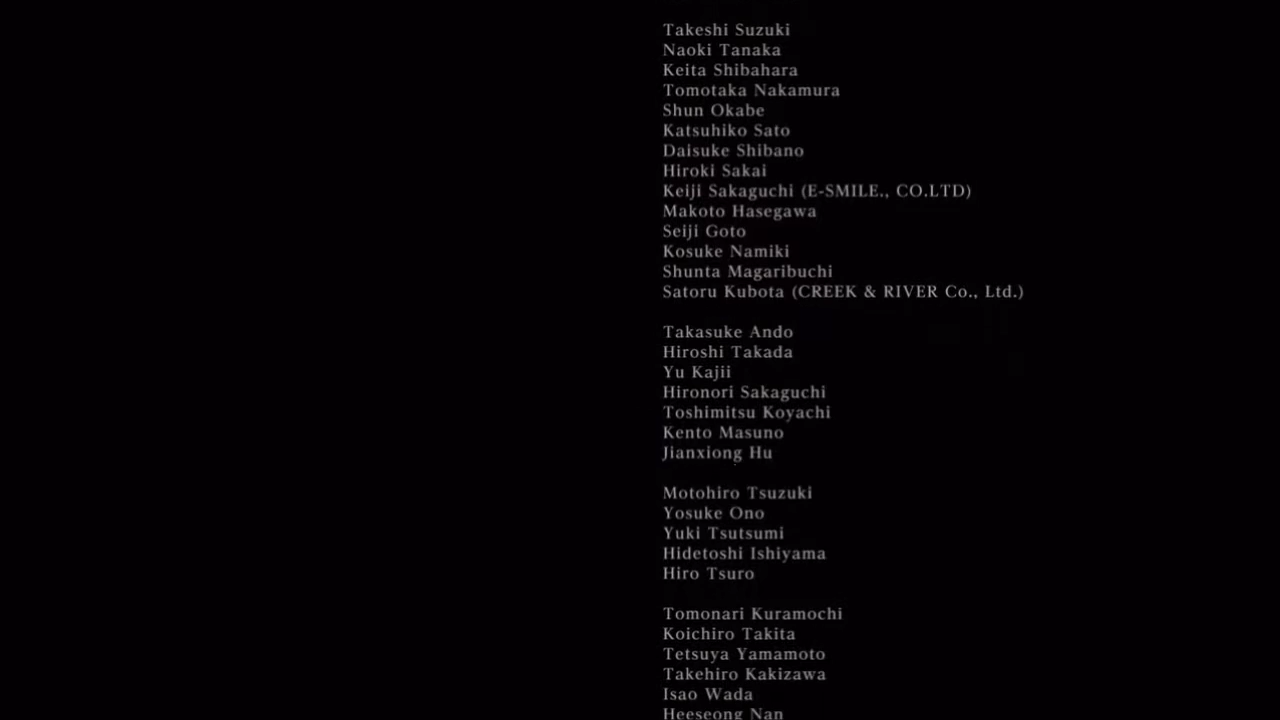 Takeshi Suzuki
Naoki Tanaka
Keita Shibahara
Tomotaka Nakamura
Shun Okabe
Katsuhiko Sato
Daisuke Shibano
Hiroki Sakai
Keiji Sakaguchi (E-SMILE., CO.LTD)
Makoto Hasegawa
Seiji Goto
Kosuke Namiki
Shunta Magaribuchi
Satoru Kubota (CREEK & RIVER Co., Ltd.)
Takasuke Ando
Hiroshi Takada
Yu Kajii
Hironori Sakaguchi
Toshimitsu Koyachi
Kento Masuno
Jianxiong Hu
Motohiro Tsuzuki
Yosuke Ono
Yuki Tsutsumi
Hidetoshi Ishiyama
Hiro Tsuro
Tomonari Kuramochi
Koichiro Takita
Tetsuya Yamamoto
Takehiro Kakizawa
Isao Wada
Heeseong Nan